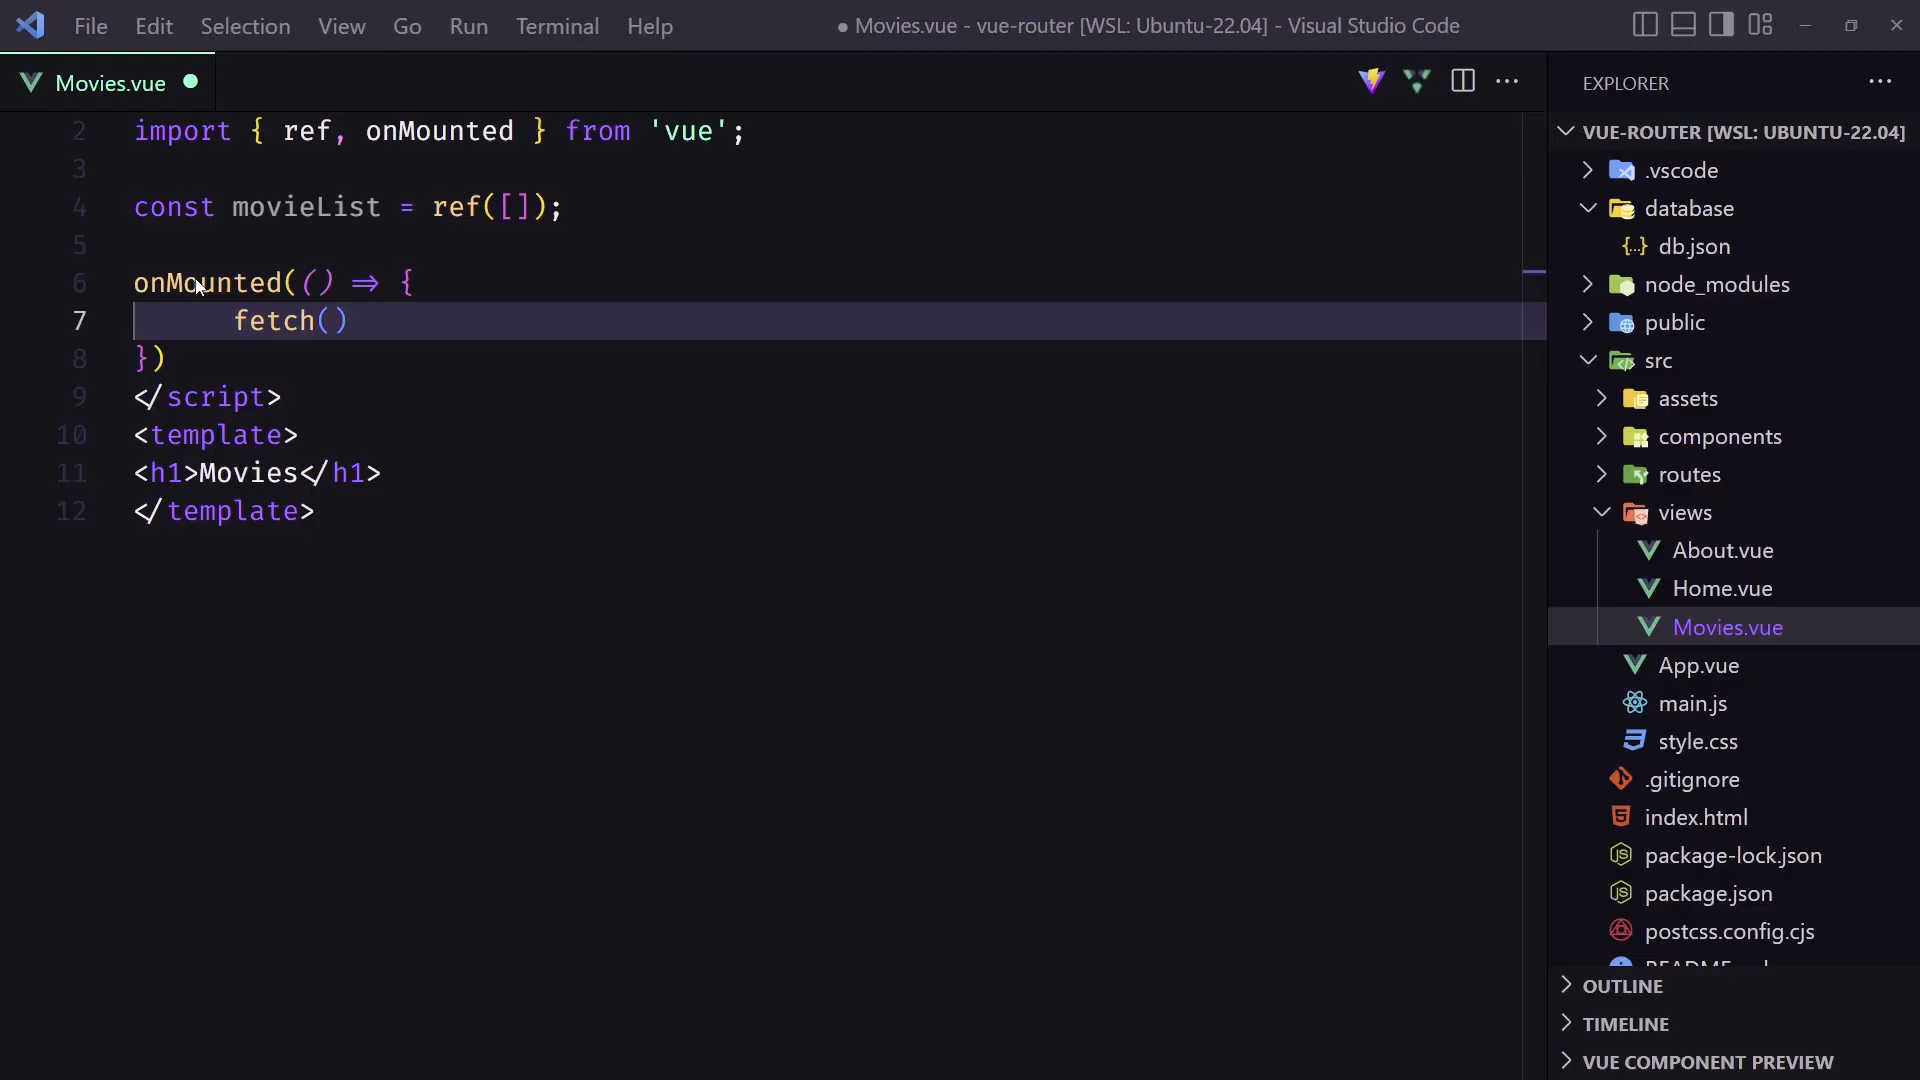 File Edit Selection View Go Run Terminal Help ● Movies.vue - vue-router [WSL: Ubuntu-22.04] - Visual Studio Code
Movies.vue
2 import { ref, onMounted } from 'vue';
3
4 const movieList = ref([]);
5
6 onMounted(() => {
7 fetch()
8 })
9 </script>
10 <template>
11 <h1>Movies</h1>
12 </template>
EXPLORER
VUE-ROUTER [WSL: UBUNTU-22.04]
.vscode
database
db.json
node_modules
public
src
assets
components
routes
views
About.vue
Home.vue
Movies.vue
App.vue
main.js
style.css
.gitignore
index.html
package-lock.json
package.json
postcss.config.cjs
OUTLINE
TIMELINE
VUE COMPONENT PREVIEW